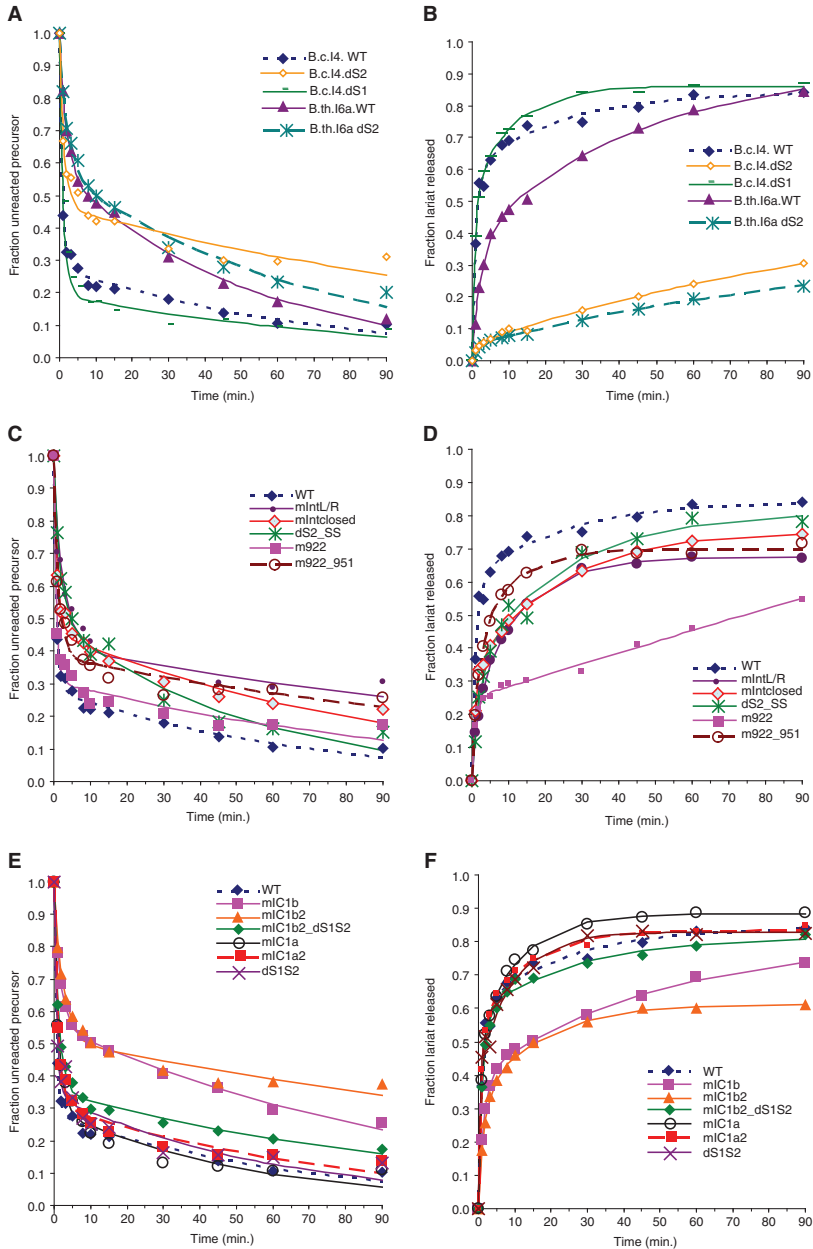 A
Fraction unreacted precursor
1.0
0.9
0.8
0.7
0.6
0.5
0.4
0.3
0.2
0.1
0.0
0 10 20 30 40 50 60 70 80 90
Time (min.)
B.c.I4. WT
B.c.I4.dS2
B.c.I4.dS1
B.th.I6a.WT
B.th.I6a dS2
B
Fraction lariat released
1.0
0.9
0.8
0.7
0.6
0.5
0.4
0.3
0.2
0.1
0.0
0 10 20 30 40 50 60 70 80 90
Time (min.)
B.c.I4. WT
B.c.I4.dS2
B.c.I4.dS1
B.th.I6a.WT
B.th.I6a dS2
C
Fraction unreacted precursor
1.0
0.9
0.8
0.7
0.6
0.5
0.4
0.3
0.2
0.1
0.0
0 10 20 30 40 50 60 70 80 90
Time (min.)
WT
mIntL/R
mIntclosed
dS2_SS
m922
m922_951
D
Fraction lariat released
1.0
0.9
0.8
0.7
0.6
0.5
0.4
0.3
0.2
0.1
0.0
0 10 20 30 40 50 60 70 80 90
Time (min.)
WT
mIntL/R
mIntclosed
dS2_SS
m922
m922_951
E
Fraction unreacted precursor
1.0
0.9
0.8
0.7
0.6
0.5
0.4
0.3
0.2
0.1
0.0
0 10 20 30 40 50 60 70 80 90
Time (min.)
WT
mIC1b
mIC1b2
mIC1b2_dS1S2
mIC1a
mIC1a2
dS1S2
F
Fraction lariat released
1.0
0.9
0.8
0.7
0.6
0.5
0.4
0.3
0.2
0.1
0.0
0 10 20 30 40 50 60 70 80 90
Time (min.)
WT
mIC1b
mIC1b2
mIC1b2_dS1S2
mIC1a
mIC1a2
dS1S2